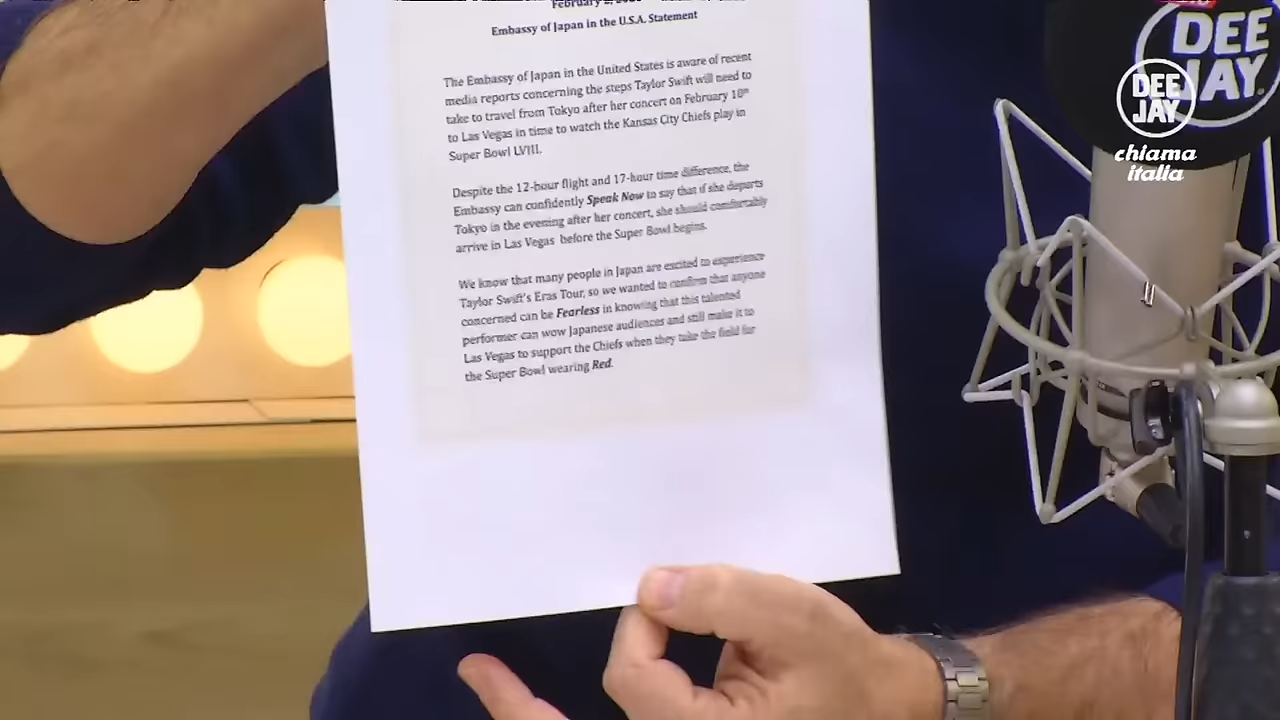 February 2,
Embassy of Japan in the U.S.A. Statement
The Embassy of Japan in the United States is aware of recent
media reports concerning the steps Taylor Swift will need to
take to travel from Tokyo after her concert on February 10th
to Las Vegas in time to watch the Kansas City Chiefs play in
Super Bowl LVIII.
Despite the 12-hour flight and 17-hour time difference, the
Embassy can confidently Speak Now to say that if she departs
Tokyo in the evening after her concert, she should comfortably
arrive in Las Vegas before the Super Bowl begins.
We know that many people in Japan are excited to experience
Taylor Swift's Eras Tour, so we wanted to confirm that anyone
concerned can be Fearless in knowing that this talented
performer can wow Japanese audiences and still make it to
Las Vegas to support the Chiefs when they take the field for
the Super Bowl wearing Red.
DEE
JAY.
DEE
JAY
chiama
italia